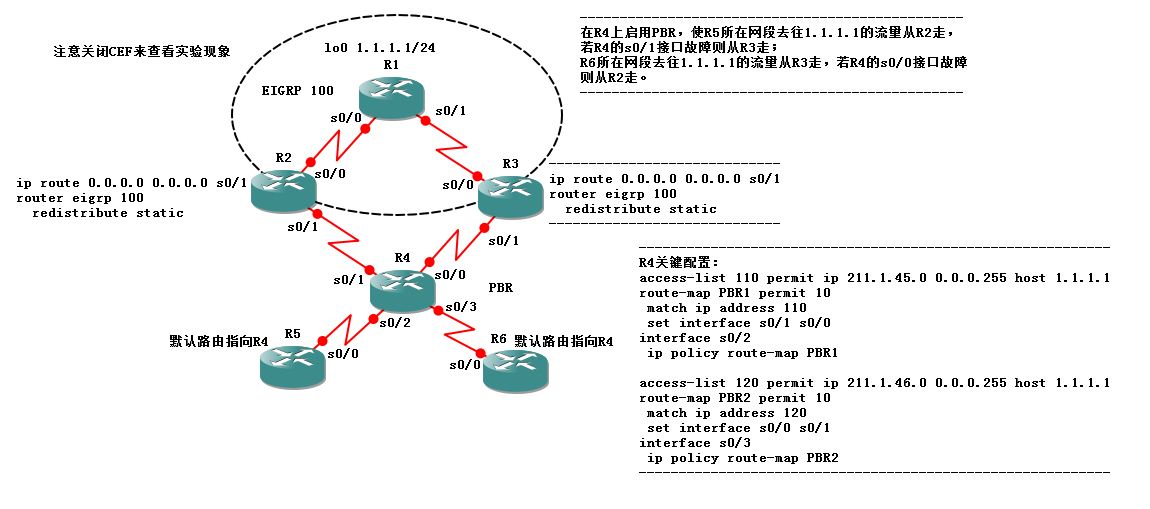 注意关闭CEF来查看实验现象
lo0 1.1.1.1/24
R1
EIGRP 100
s0/0
s0/1
R2
s0/0
R3
s0/0
ip route 0.0.0.0 0.0.0.0 s0/1
router eigrp 100
redistribute static
s0/1
s0/1
R4
s0/1
s0/0
PBR
s0/2
s0/3
R5
默认路由指向R4
s0/0
R6
默认路由指向R4
s0/0
在R4上启用PBR，使R5所在网段去往1.1.1.1的流量从R2走，
若R4的s0/1接口故障则从R3走；
R6所在网段去往1.1.1.1的流量从R3走，若R4的s0/0接口故障
则从R2走。
ip route 0.0.0.0 0.0.0.0 s0/1
router eigrp 100
redistribute static
R4关键配置：
access-list 110 permit ip 211.1.45.0 0.0.0.255 host 1.1.1.1
route-map PBR1 permit 10
match ip address 110
set interface s0/1 s0/0
interface s0/2
ip policy route-map PBR1
access-list 120 permit ip 211.1.46.0 0.0.0.255 host 1.1.1.1
route-map PBR2 permit 10
match ip address 120
set interface s0/0 s0/1
interface s0/3
ip policy route-map PBR2